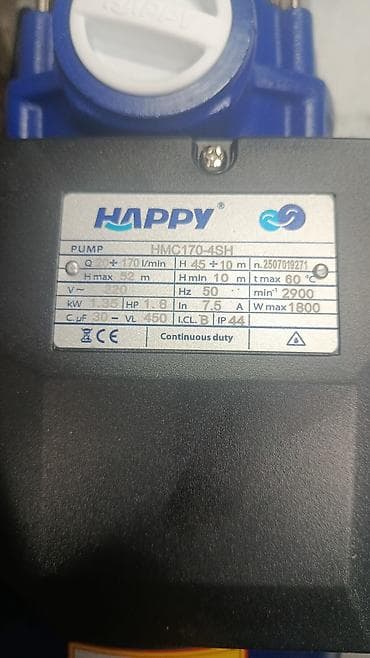 HAPPY®
PUMP HMC170-4SH
Q 20÷170 l/min H 45÷10 m n.2507019271
H max 52 m H min 10 m t max 60 °C
V~ 220 Hz 50 min⁻¹ 2900
kW 1.35 HP 1.8 In 7.5 A W max 1800
C. µF 30 – VL 450 I.CL. B IP 44
CE Continuous duty